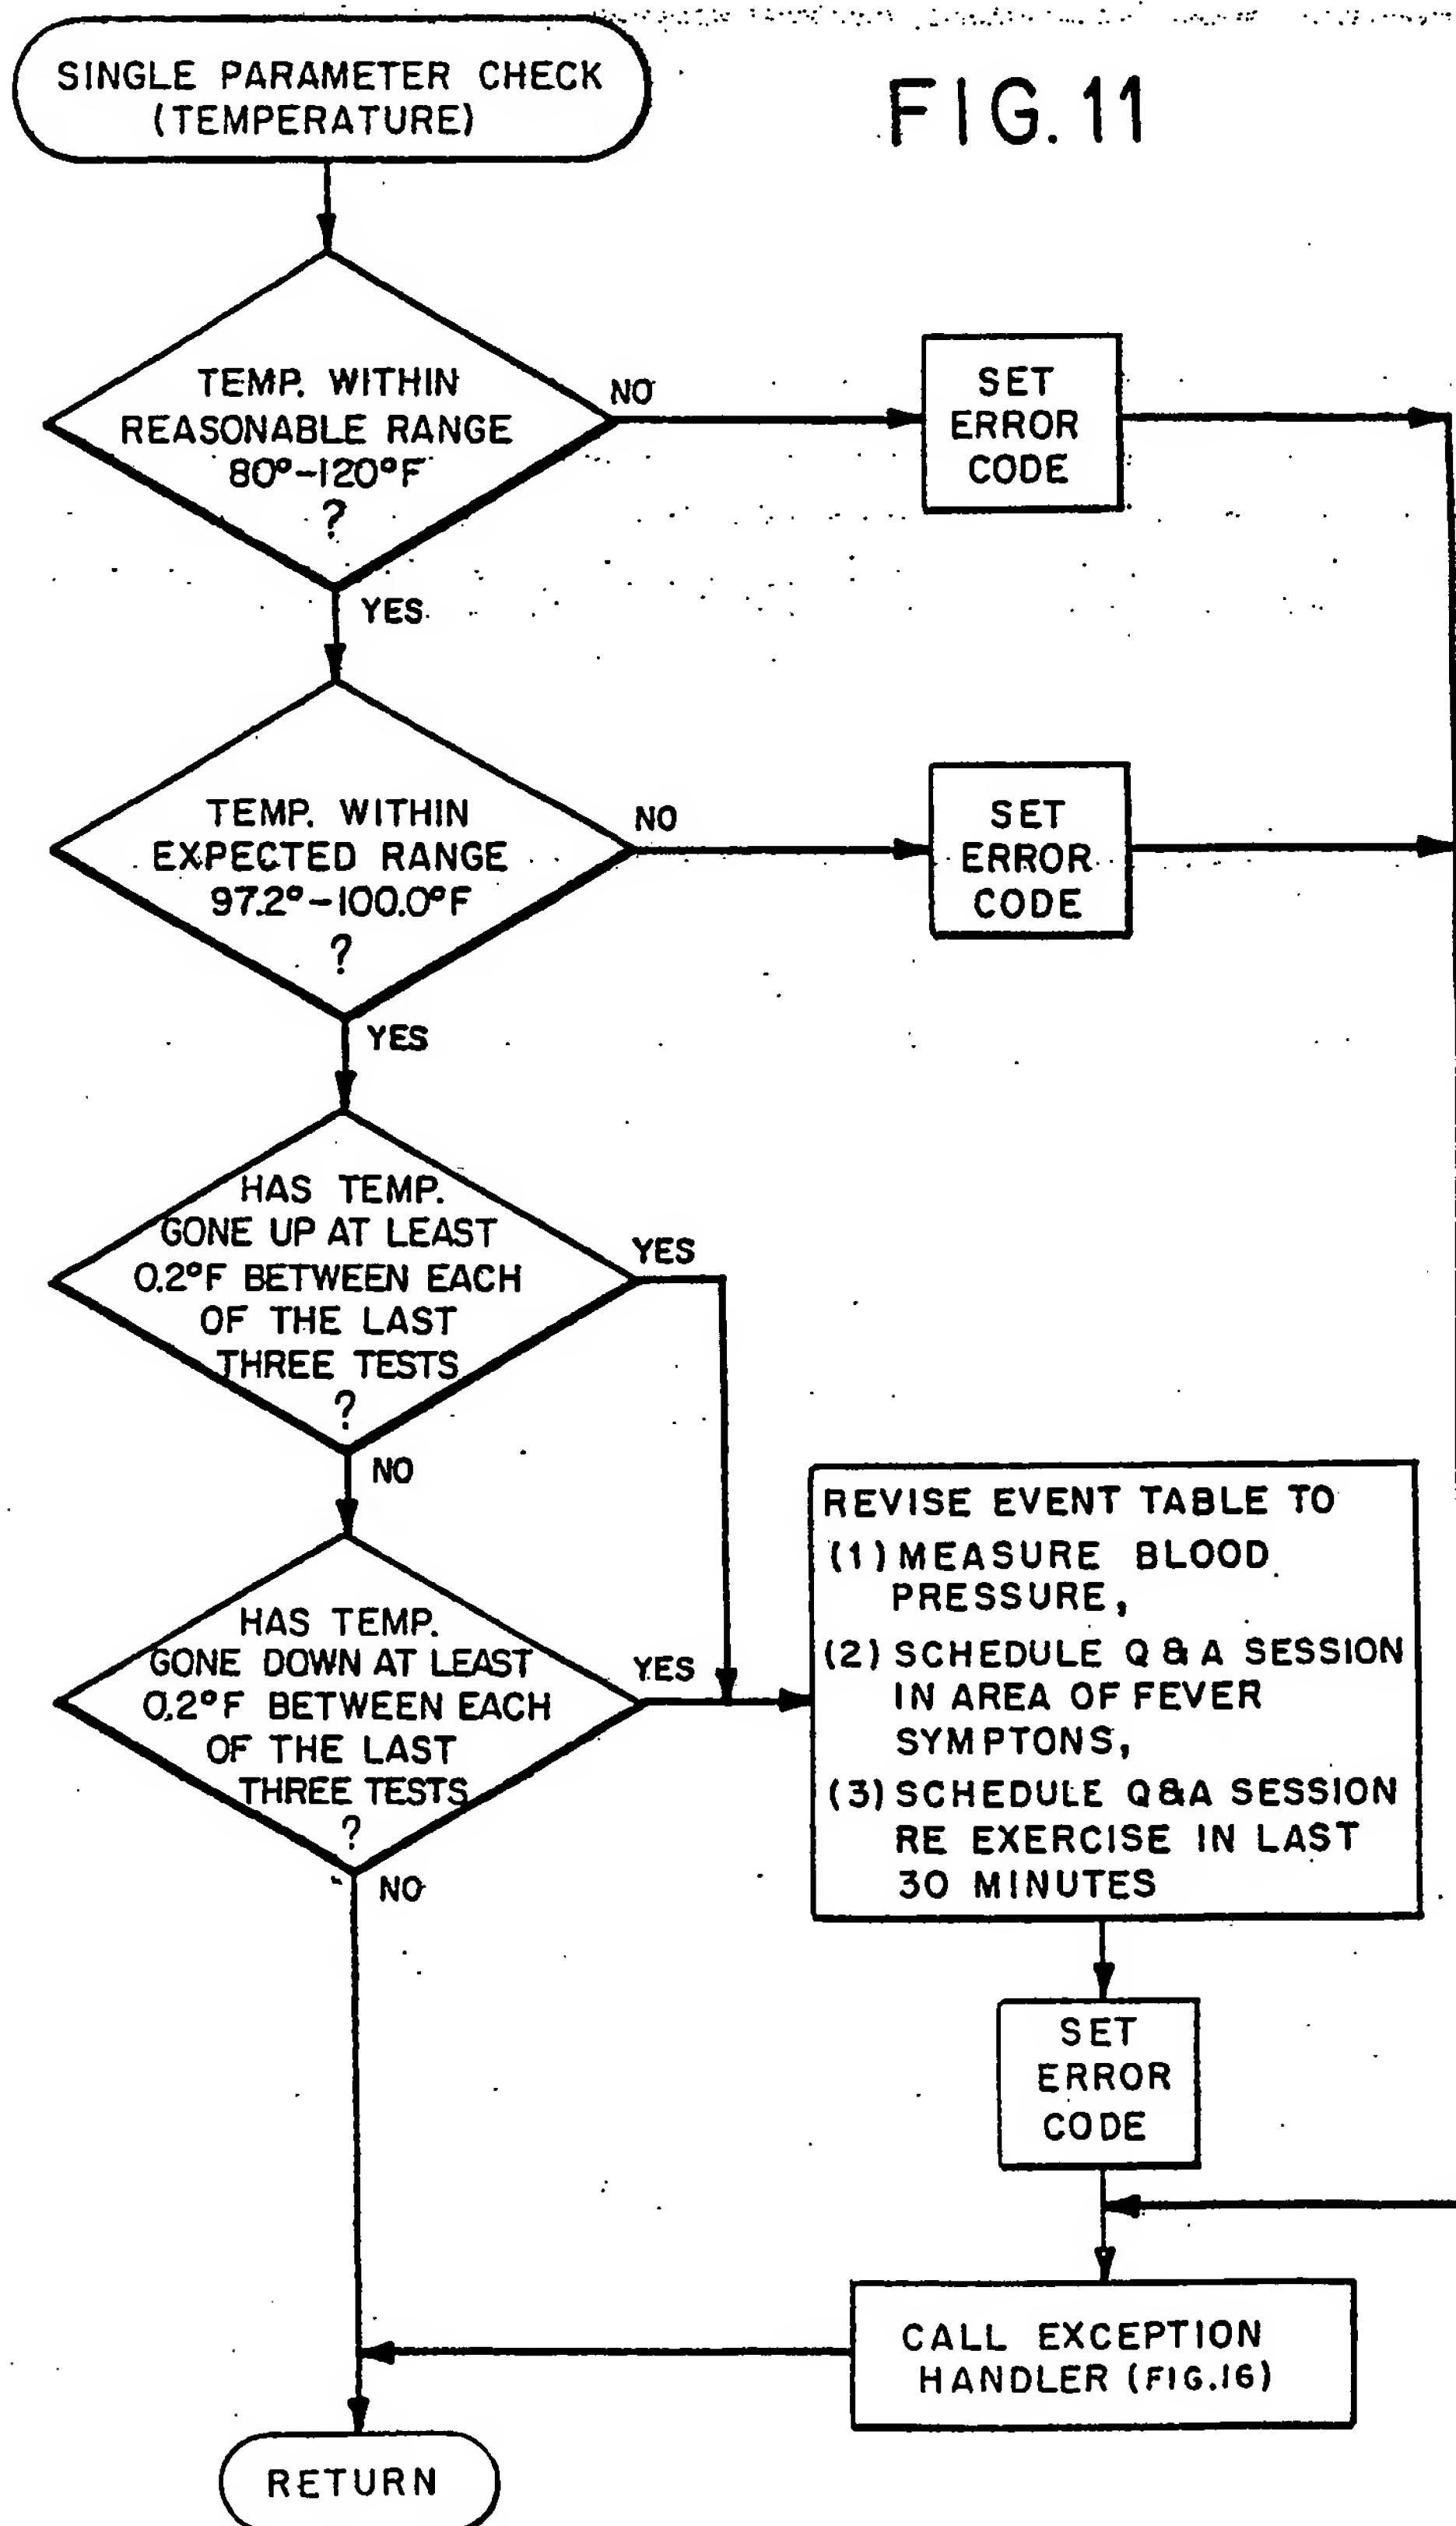 SINGLE PARAMETER CHECK
(TEMPERATURE)
FIG. 11
TEMP. WITHIN
REASONABLE RANGE
80°-120°F
?
NO
SET
ERROR
CODE
YES
TEMP. WITHIN
EXPECTED RANGE
97.2°-100.0°F
?
NO
SET
ERROR
CODE
YES
HAS TEMP.
GONE UP AT LEAST
0.2°F BETWEEN EACH
OF THE LAST
THREE TESTS
?
YES
NO
HAS TEMP.
GONE DOWN AT LEAST
0.2°F BETWEEN EACH
OF THE LAST
THREE TESTS
?
YES
NO
REVISE EVENT TABLE TO
(1) MEASURE BLOOD
PRESSURE,
(2) SCHEDULE Q & A SESSION
IN AREA OF FEVER
SYMPTONS,
(3) SCHEDULE Q&A SESSION
RE EXERCISE IN LAST
30 MINUTES
SET
ERROR
CODE
CALL EXCEPTION
HANDLER (FIG.16)
RETURN